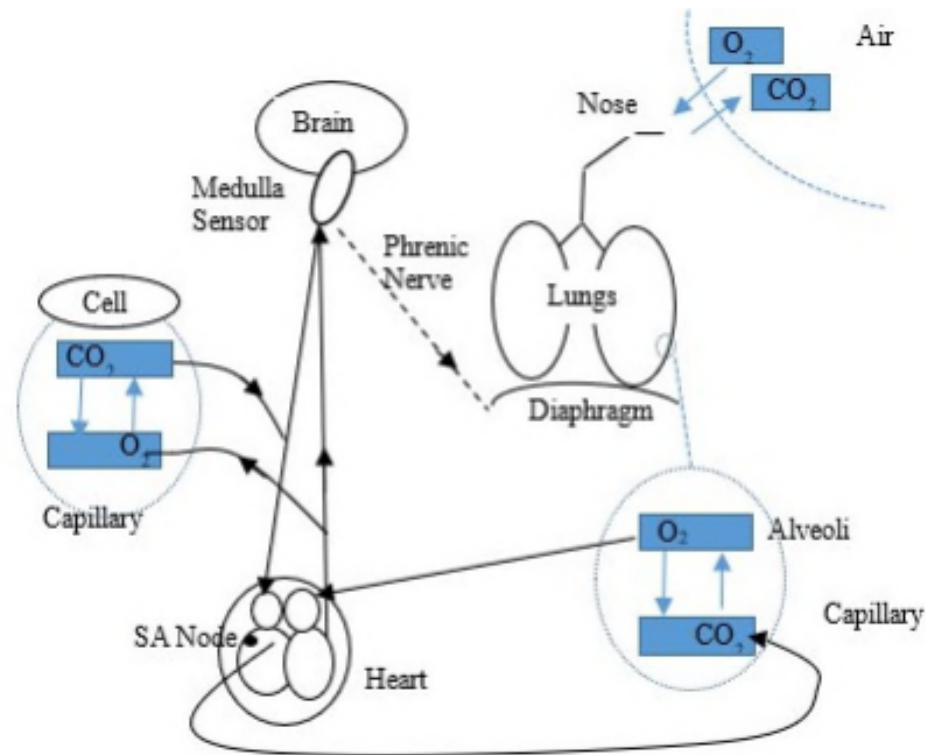 O₂
Air
CO₂
Nose
Brain
Medulla
Sensor
Phrenic
Nerve
Lungs
Cell
CO₂
Diaphragm
O₂
Capillary
O₂
Alveoli
Capillary
CO₂
SA Node
Heart